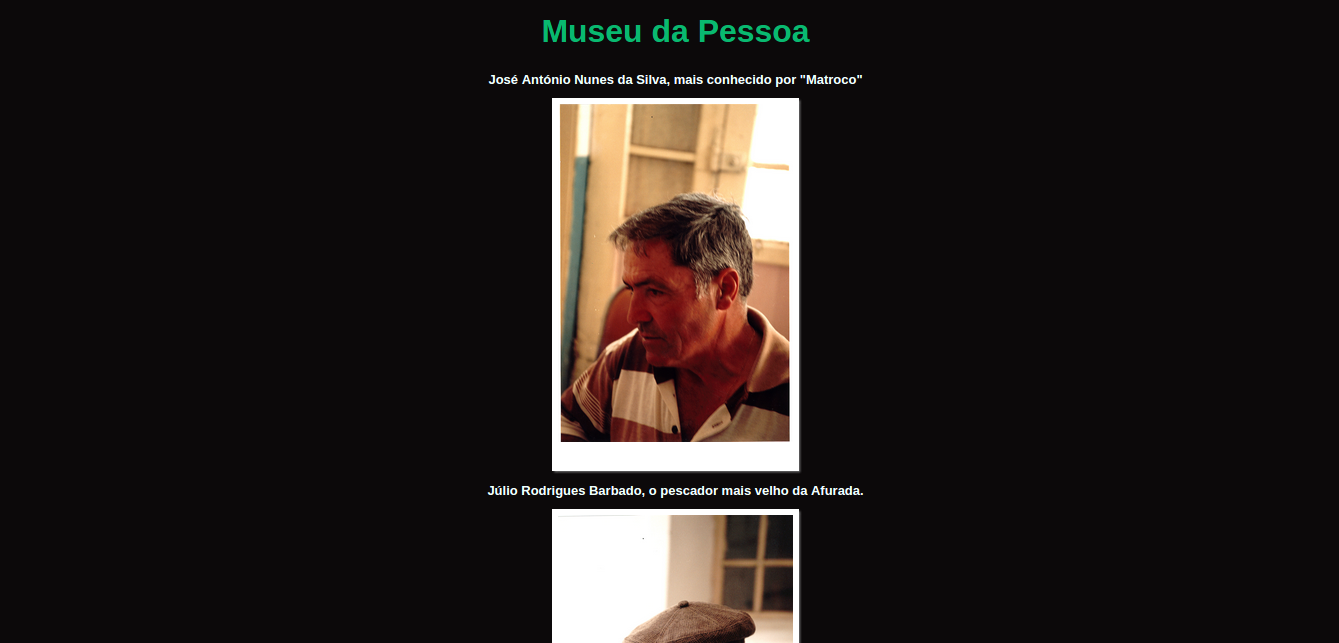 Museu da Pessoa
José António Nunes da Silva, mais conhecido por "Matroco"
Júlio Rodrigues Barbado, o pescador mais velho da Afurada.